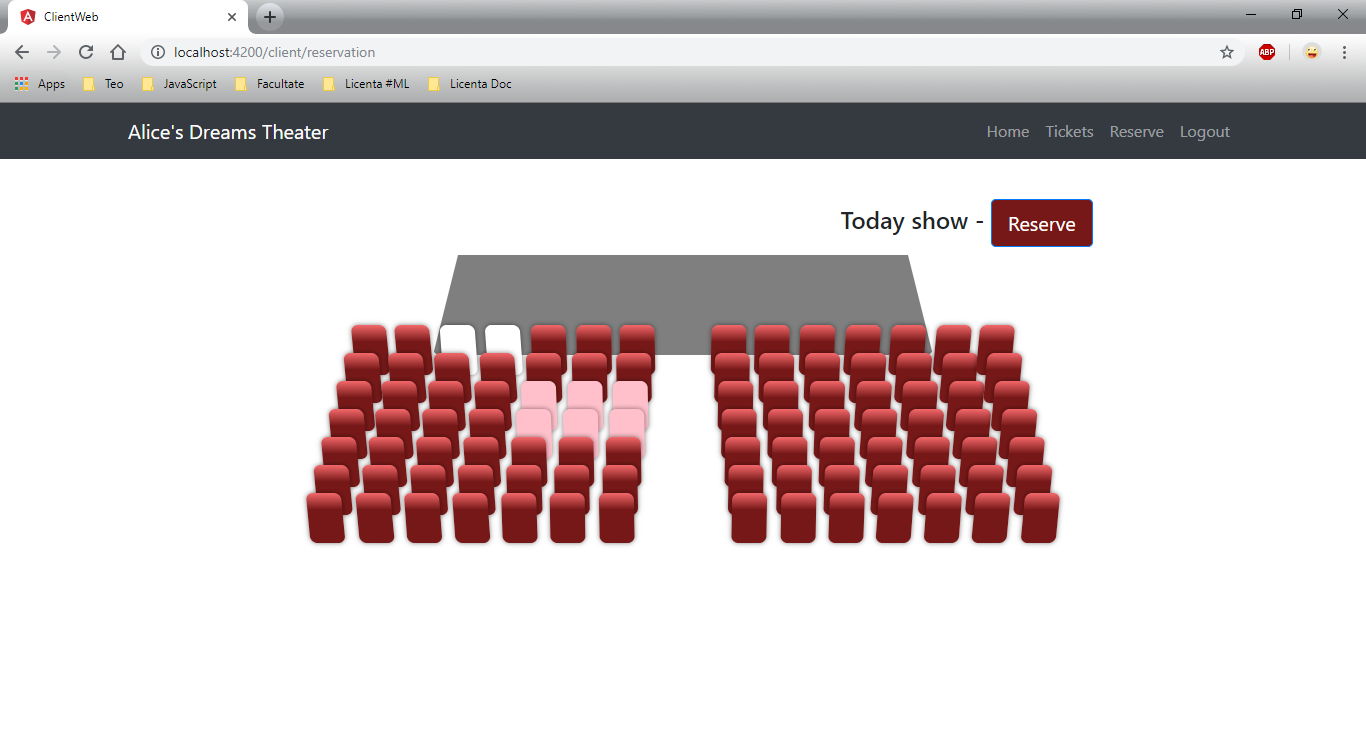 ClientWeb
localhost:4200/client/reservation
ABP
Apps Teo JavaScript Facultate Licenta #ML Licenta Doc
Alice's Dreams Theater Home Tickets Reserve Logout
Today show - Reserve